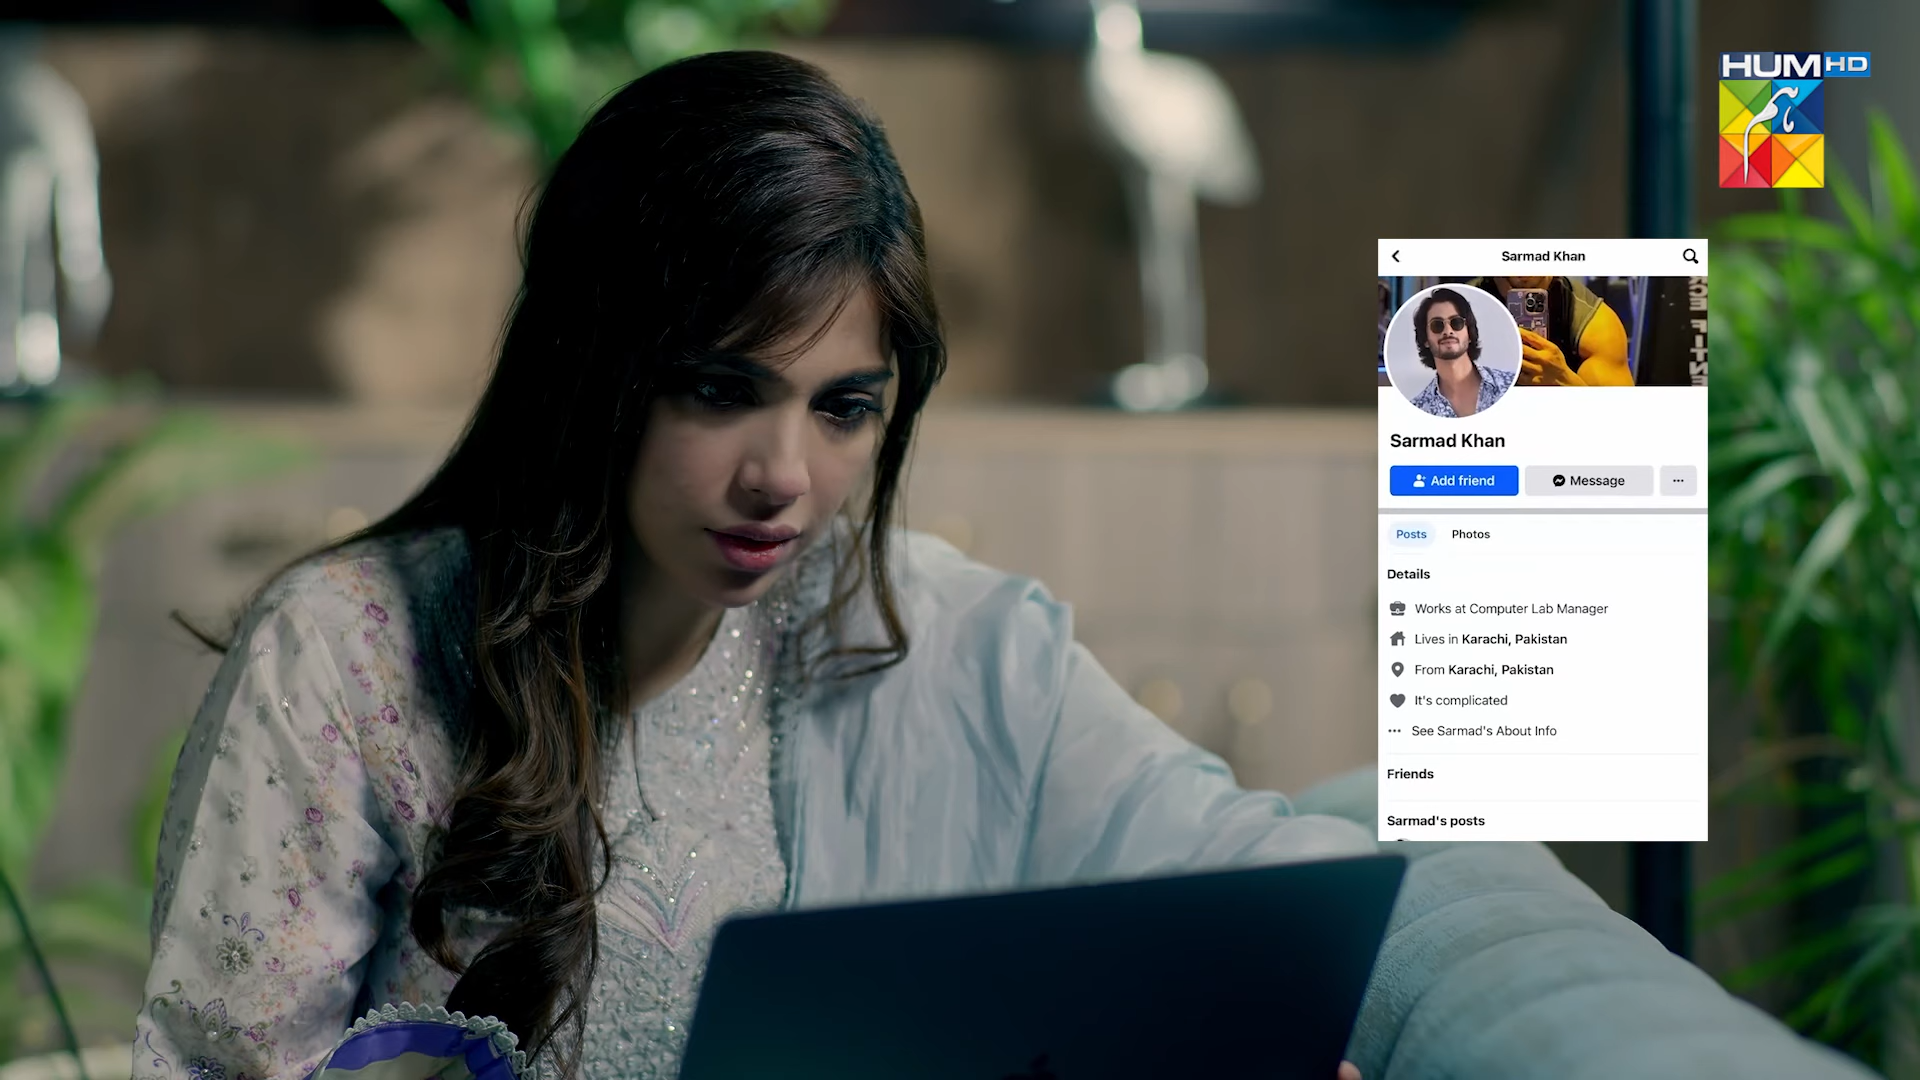 HUM HD
ہم
Sarmad Khan
Sarmad Khan
Add friend
Message
Posts
Photos
Details
Works at Computer Lab Manager
Lives in Karachi, Pakistan
From Karachi, Pakistan
It's complicated
See Sarmad's About Info
Friends
Sarmad's posts